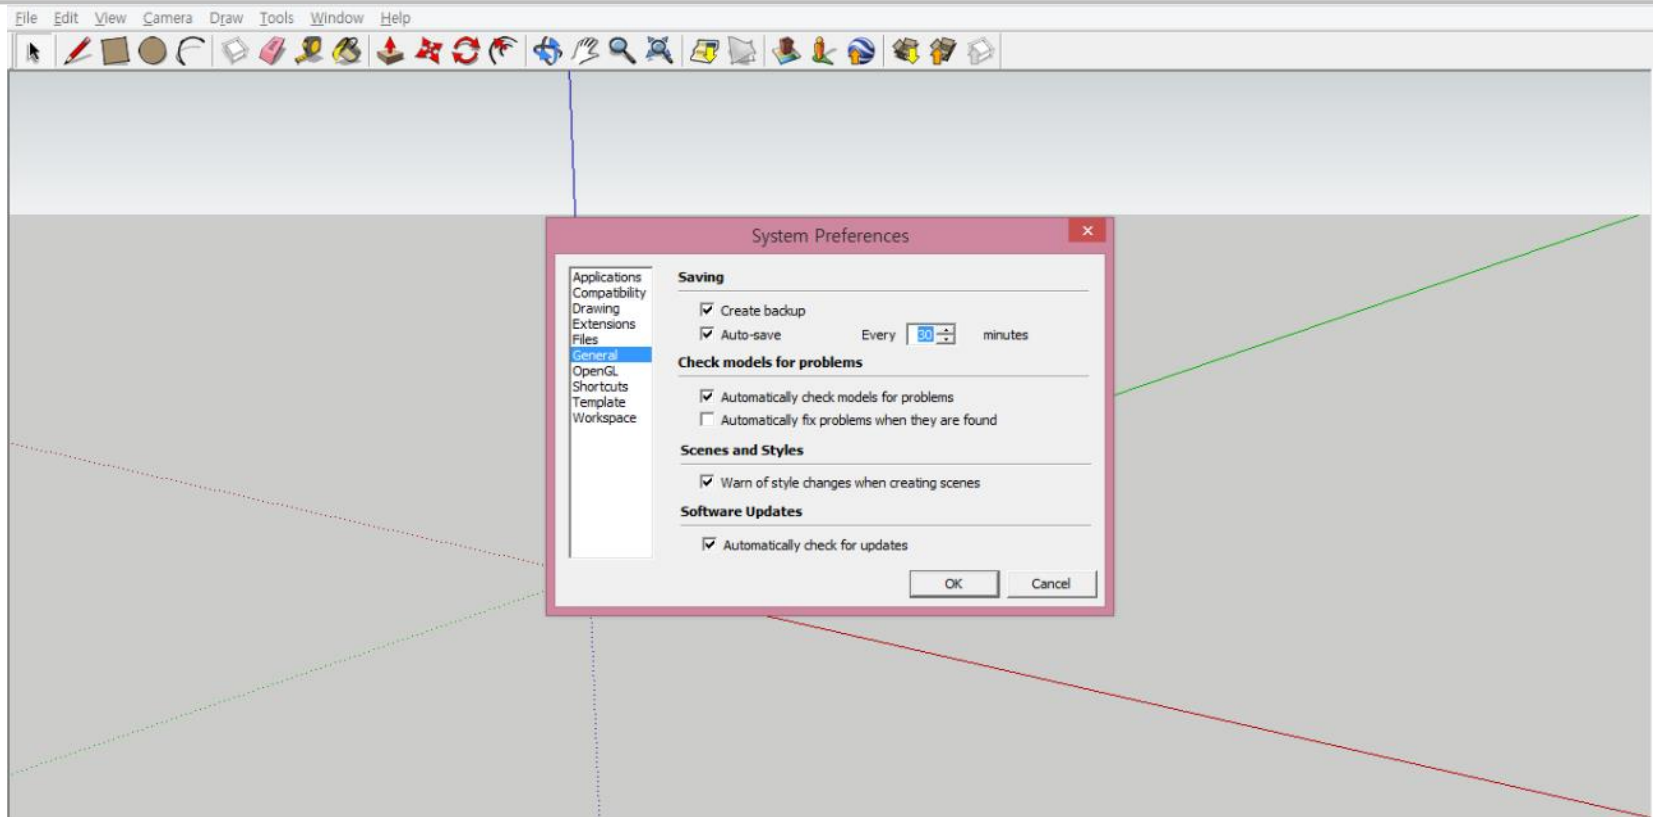 File Edit View Camera Draw Tools Window Help
System Preferences
Applications
Compatibility
Drawing
Extensions
Files
General
OpenGL
Shortcuts
Template
Workspace
Saving
Create backup
Auto-save Every 30 minutes
Check models for problems
Automatically check models for problems
Automatically fix problems when they are found
Scenes and Styles
Warn of style changes when creating scenes
Software Updates
Automatically check for updates
OK Cancel